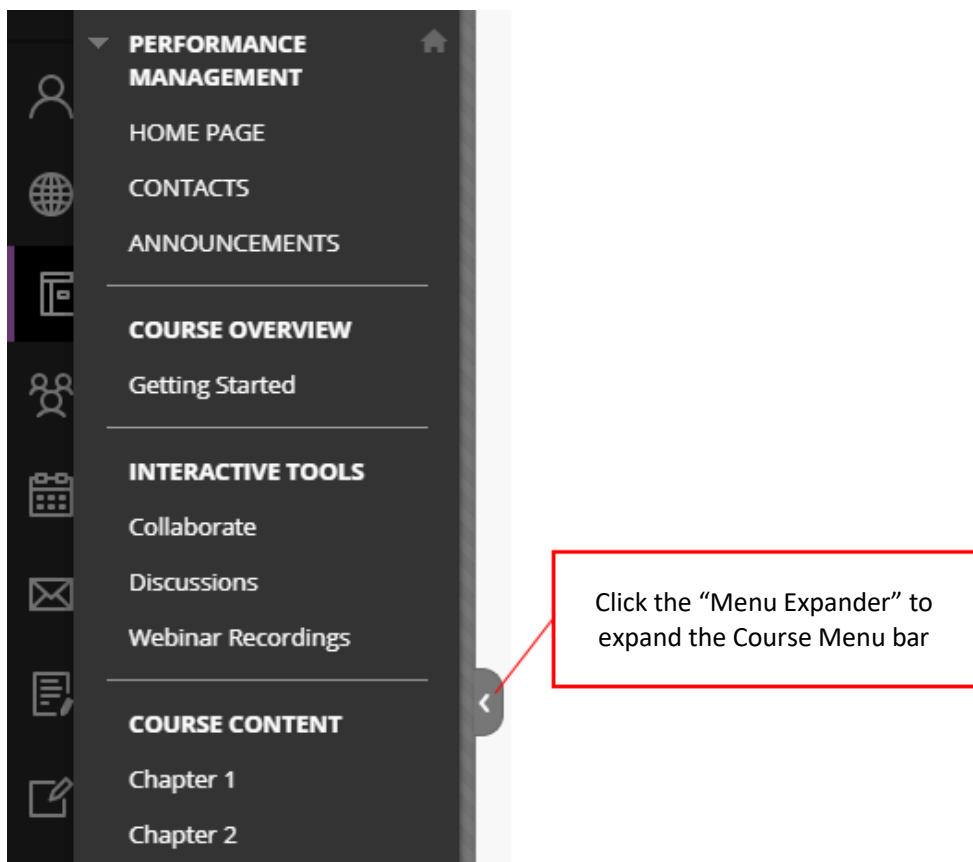 PERFORMANCE
MANAGEMENT
HOME PAGE
CONTACTS
ANNOUNCEMENTS
COURSE OVERVIEW
Getting Started
INTERACTIVE TOOLS
Collaborate
Discussions
Webinar Recordings
COURSE CONTENT
Chapter 1
Chapter 2
Click the “Menu Expander” to
expand the Course Menu bar